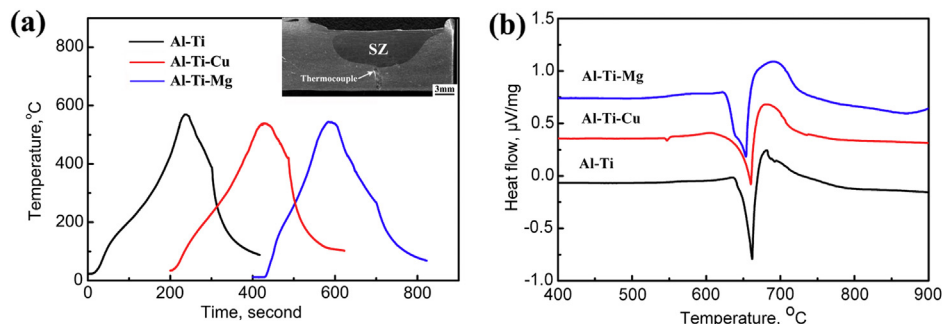 (a)
800
600
400
200
0
Temperature,°C
Al-Ti
Al-Ti-Cu
Al-Ti-Mg
SZ
Thermocouple
3mm
0 200 400 600 800
Time, second
(b)
1.5
1.0
0.5
0.0
-0.5
-1.0
Heat flow, μV/mg
Al-Ti-Mg
Al-Ti-Cu
Al-Ti
400 500 600 700 800 900
Temperature, °C